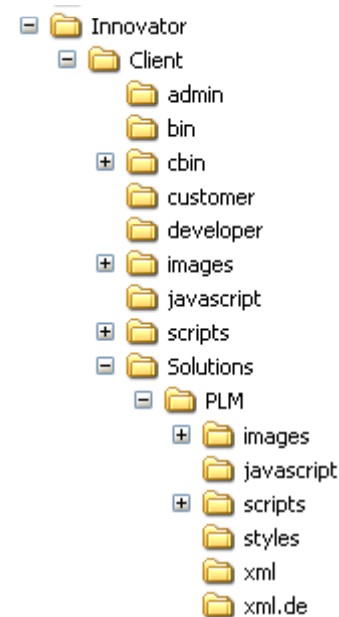 Innovator
Client
admin
bin
cbin
customer
developer
images
javascript
scripts
Solutions
PLM
images
javascript
scripts
styles
xml
xml.de